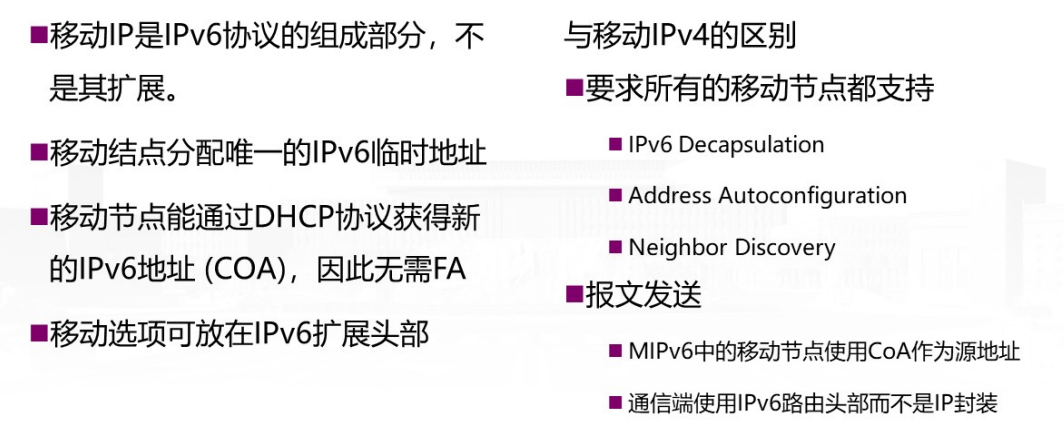 移动IP是IPv6协议的组成部分，不
是其扩展。
移动结点分配唯一的IPv6临时地址
移动节点能通过DHCP协议获得新
的IPv6地址 (COA)，因此无需FA
移动选项可放在IPv6扩展头部
与移动IPv4的区别
要求所有的移动节点都支持
IPv6 Decapsulation
Address Autoconfiguration
Neighbor Discovery
报文发送
MIPv6中的移动节点使用CoA作为源地址
通信端使用IPv6路由头部而不是IP封装